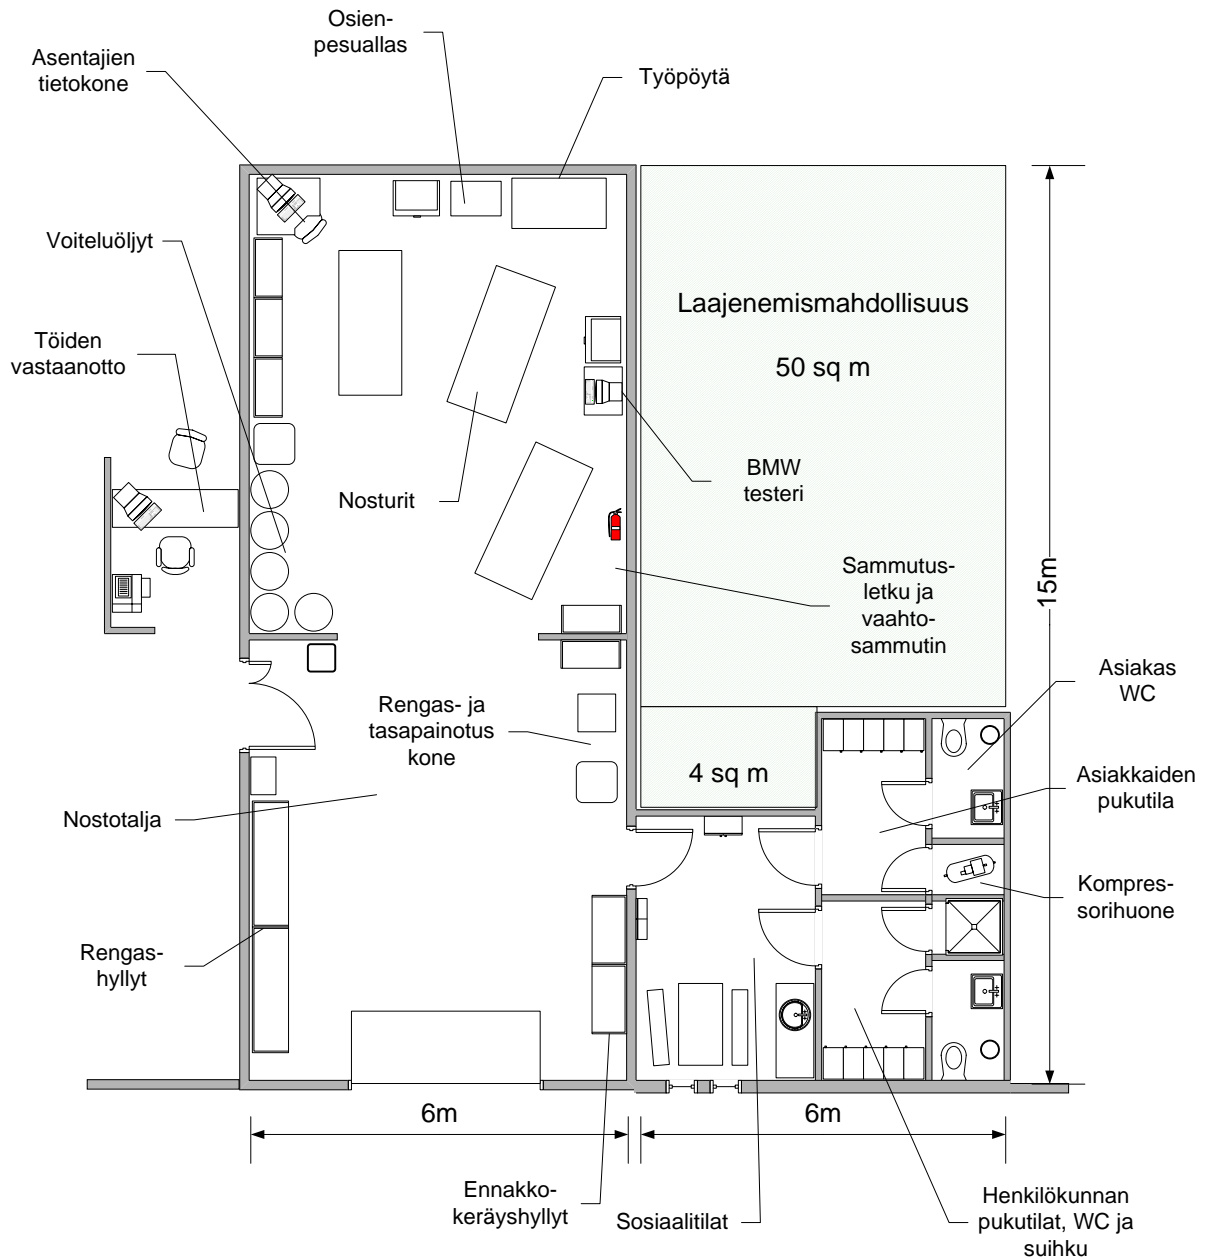 Osien-
pesuallas
Asentajien
tietokone
Työpöytä
Voiteluöljyt
Laajenemismahdollisuus
50 sq m
Töiden
vastaanotto
Nosturit
BMW
testeri
Sammutus-
letku ja
vaahto-
sammutin
15m
Asiakas
WC
Rengas- ja
tasapainotus
kone
4 sq m
Asiakkaiden
pukutila
Nostotalja
Kompres-
sorihuone
Rengas-
hyllyt
6m
6m
Ennakko-
keräyshyllyt
Sosiaalitilat
Henkilökunnan
pukutilat, WC ja
suihku